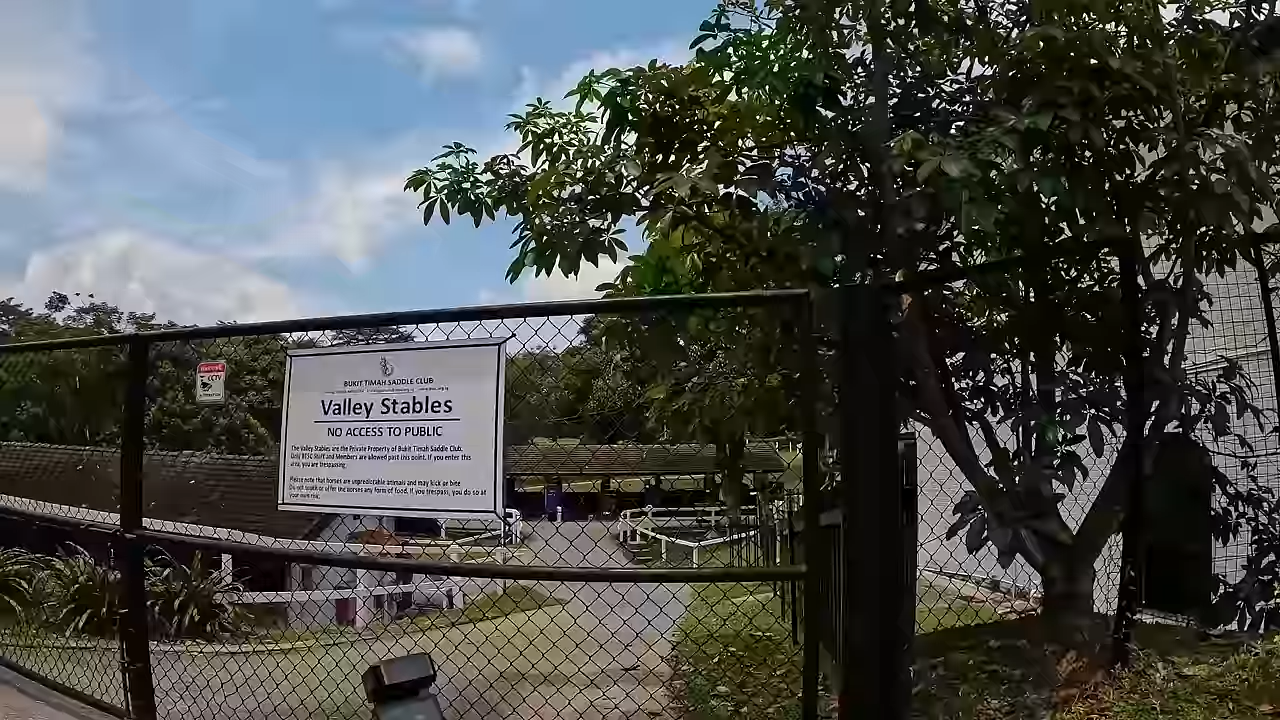 CCTV
BUKIT TIMAH SADDLE CLUB
Valley Stables
NO ACCESS TO PUBLIC
The Valley Stables are the Private Property of Bukit Timah Saddle Club.
Only BTSC Staff and Members are allowed past this point. If you enter this
area, you are trespassing.
Please note that horses are unpredictable animals and may kick or bite.
Do not touch or offer the horses any form of food. If you trespass, you do so at
your own risk.